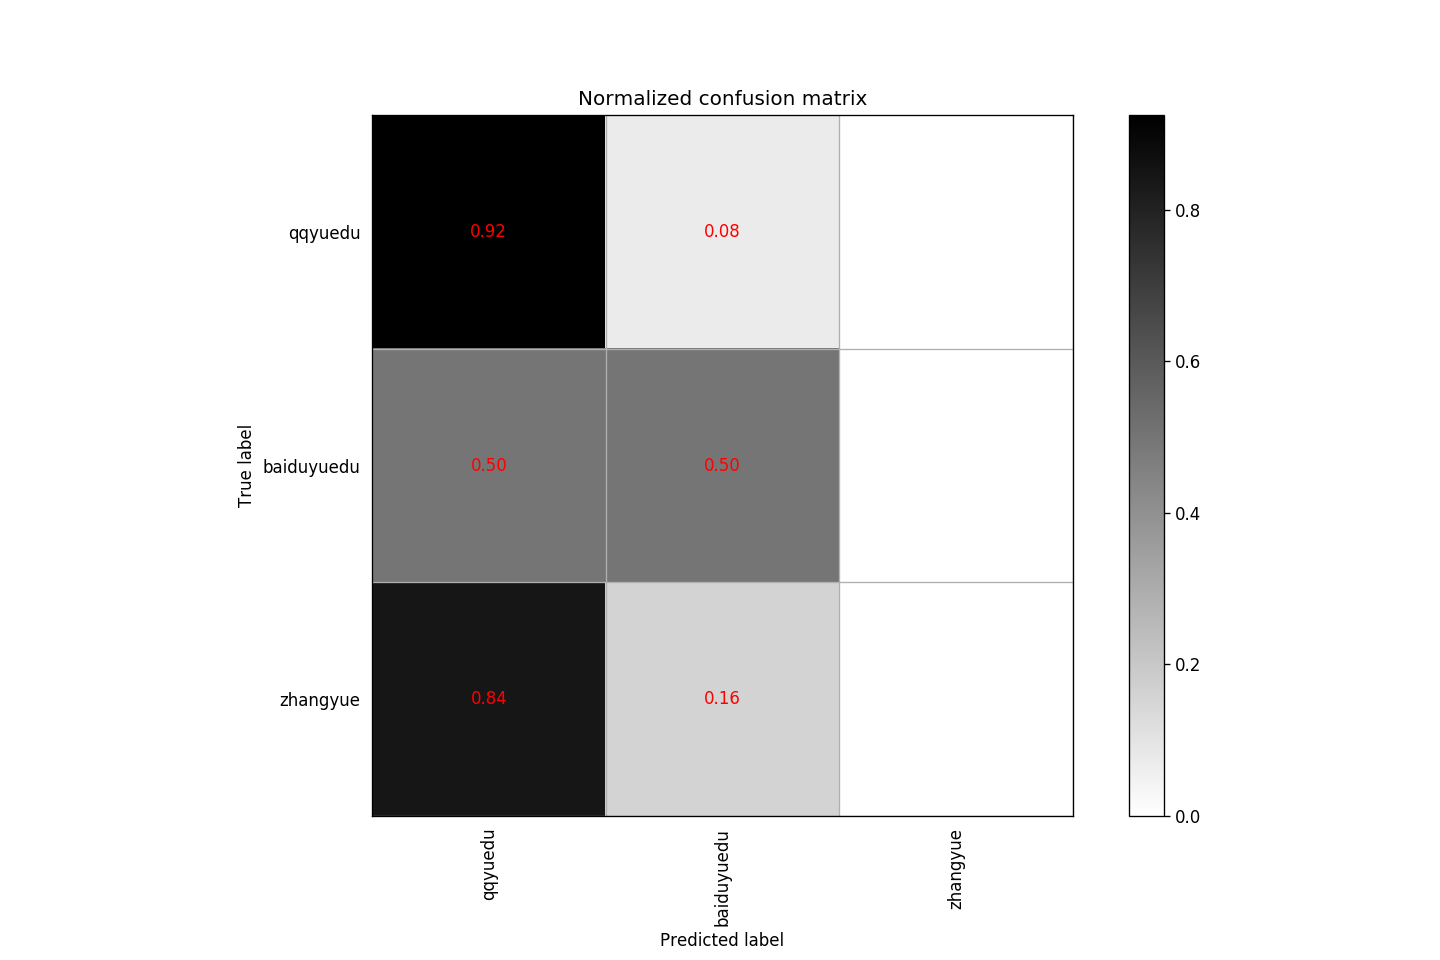 Normalized confusion matrix
qqyuedu
0.92
0.08
baiduyuedu
0.50
0.50
zhangyue
0.84
0.16
True label
qqyuedu
baiduyuedu
zhangyue
Predicted label
0.8
0.6
0.4
0.2
0.0